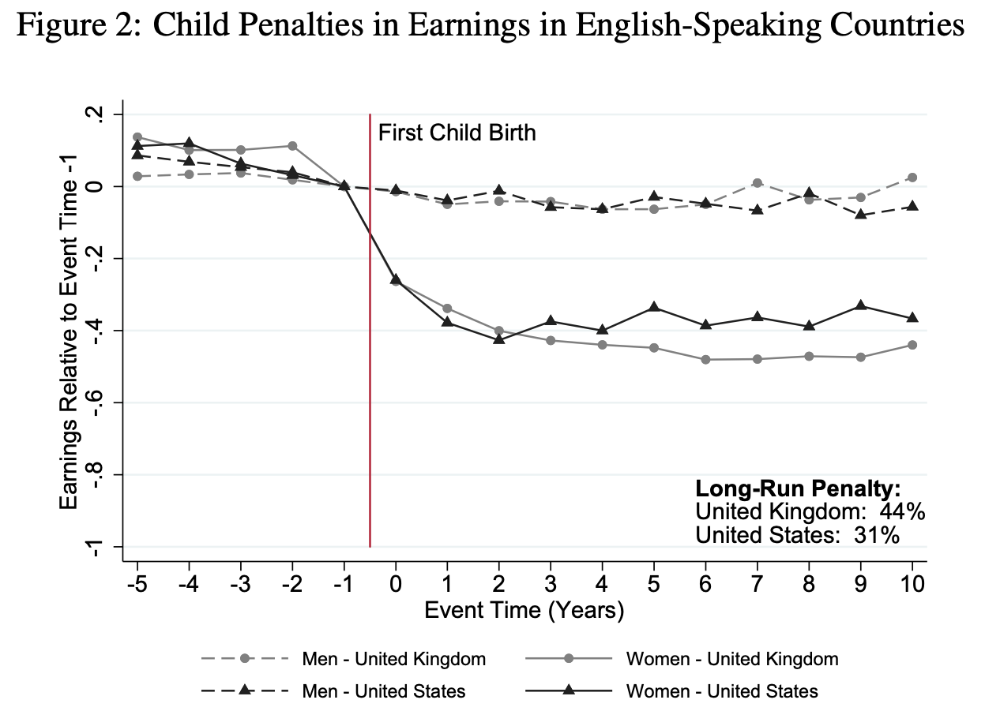 Figure 2: Child Penalties in Earnings in English-Speaking Countries
First Child Birth
Earnings Relative to Event Time -1
.2
0
-.2
-.4
-.6
-.8
-1
Long-Run Penalty:
United Kingdom: 44%
United States: 31%
-5 -4 -3 -2 -1 0 1 2 3 4 5 6 7 8 9 10
Event Time (Years)
Men - United Kingdom
Women - United Kingdom
Men - United States
Women - United States